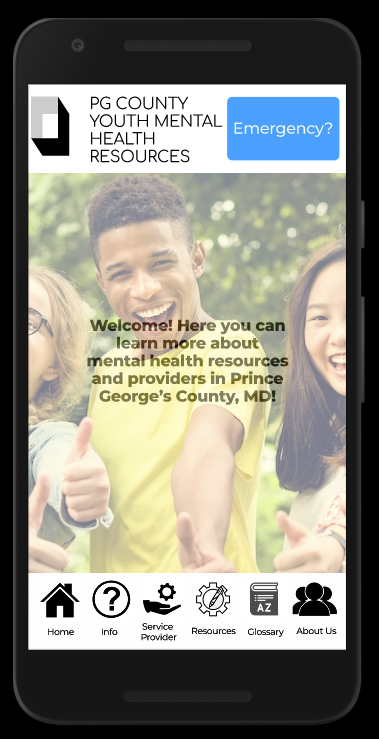 PG COUNTY
YOUTH MENTAL
HEALTH
RESOURCES
Emergency?
Welcome! Here you can
learn more about
mental health resources
and providers in Prince
George's County, MD!
?
AZ
Home
Info
Service
Provider
Resources
Glossary
About Us